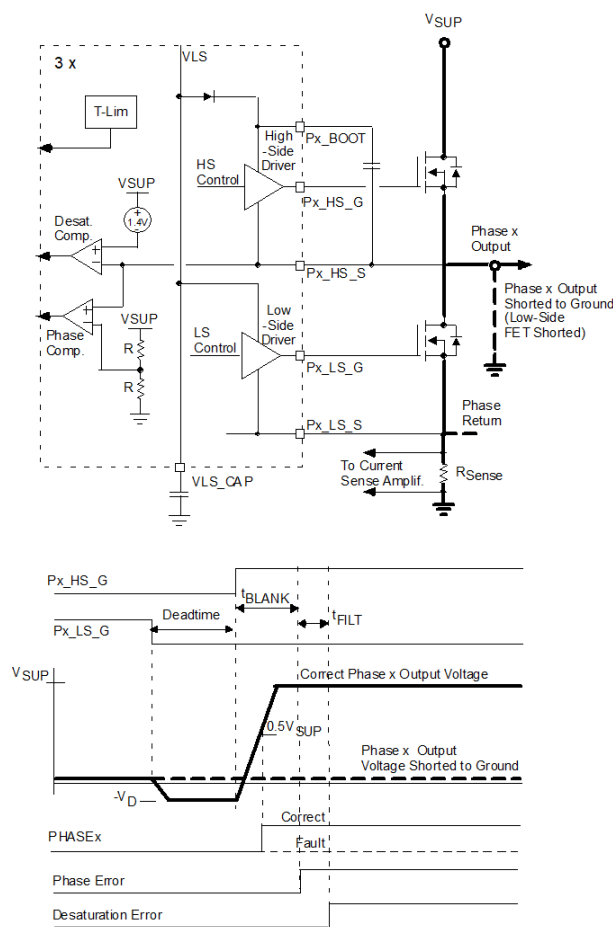 VSUP
3 x
VLS
T-Lim
Px_BOOT
High
-Side
Driver
HS
Control
Px_HS_G
VSUP
+
1.4V
-
Desat.
Comp.
+
-
Phase x
Output
Px_HS_S
Phase x Output
Shorted to Ground
(Low-Side
FET Shorted)
+
-
Phase
Comp.
VSUP
R
R
Low
-Side
Driver
LS
Control
Px_LS_G
Phase
Return
Px_LS_S
To Current
Sense Amplif.
RSense
VLS_CAP
Px_HS_G
tBLANK
Deadtime
tFILT
Px_LS_G
VSUP
Correct Phase x Output Voltage
0.5VSUP
Phase x Output
Voltage Shorted to Ground
-VD
Correct
PHASEx
Fault
Phase Error
Desaturation Error